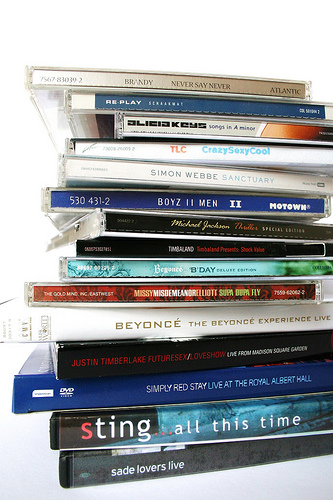 7567-83039-2 BRANDY NEVER SAY NEVER ATLANTIC
RE-PLAY
ALICIA KEYS songs in A minor
TLC CrazySexyCool
SIMON WEBBE SANCTUARY
530 431-2 BOYZ II MEN II MOTOWN
Michael Jackson Thriller SPECIAL EDITION
TIMBALAND Timbaland Presents: Shock Value
Beyoncé B'DAY DELUXE EDITION
THE GOLD MIND, INC./EASTWEST MISSYMISDEMEANORELLIOTT SUPA DUPA FLY 7559-62062-2
BEYONCÉ THE BEYONCE EXPERIENCE LIVE
JUSTIN TIMBERLAKE FUTURESEX/LOVESHOW LIVE FROM MADISON SQUARE GARDEN
DVD SIMPLY RED STAY LIVE AT THE ROYAL ALBERT HALL
sting...all this time
sade lovers live